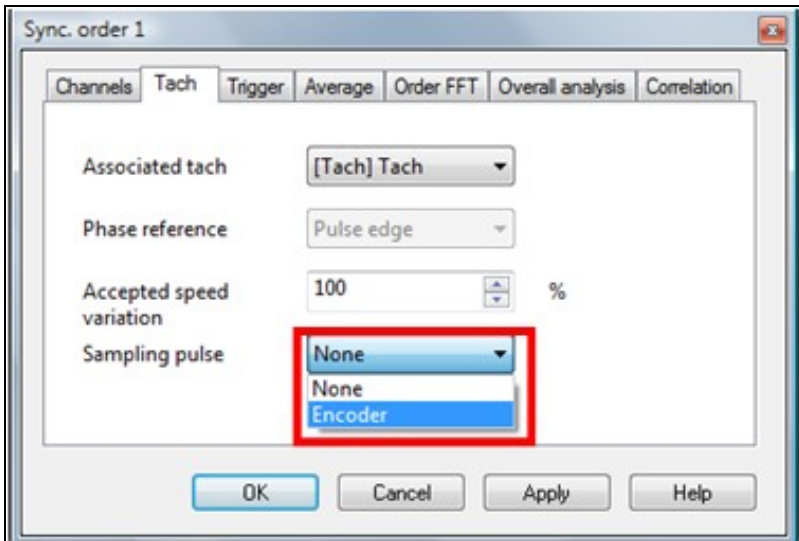 Sync. order 1
Channels Tach Trigger Average Order FFT Overall analysis Correlation
Associated tach [Tach] Tach
Phase reference Pulse edge
Accepted speed variation 100 %
Sampling pulse None
None
Encoder
OK Cancel Apply Help